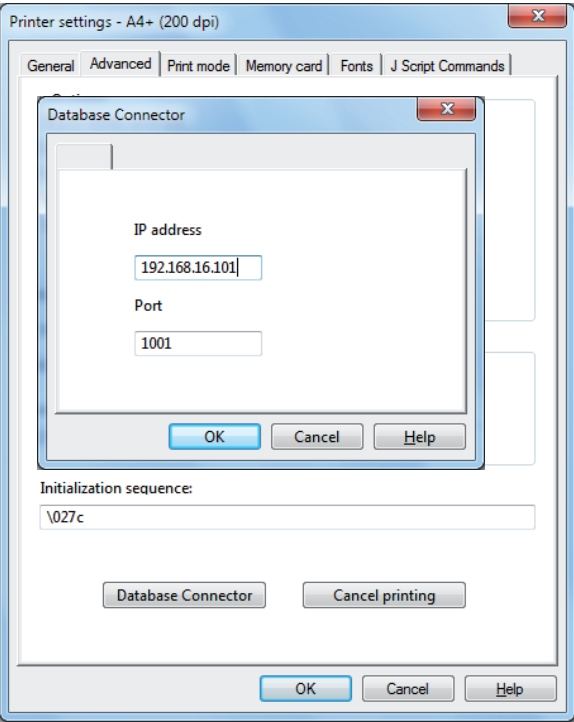 Printer settings - A4+ (200 dpi)
General Advanced Print mode Memory card Fonts J Script Commands
Database Connector
IP address
192.168.16.101
Port
1001
OK Cancel Help
Initialization sequence:
\027c
Database Connector Cancel printing
OK Cancel Help